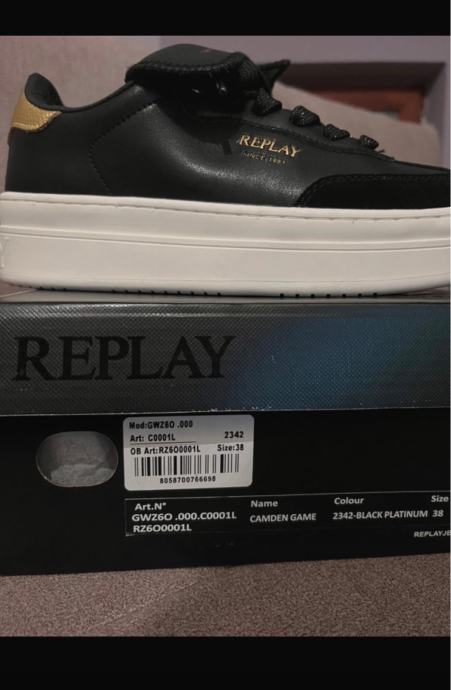 REPLAY
SINCE 1981
REPLAY
Mod:GWZ6O .000
Art: C0001L 2342
OB Art:RZ6O0001L Size:38
8058700766698
Art.N° Name Colour Size
GWZ6O .000.C0001L CAMDEN GAME 2342-BLACK PLATINUM 38
RZ6O0001L
REPLAYJE